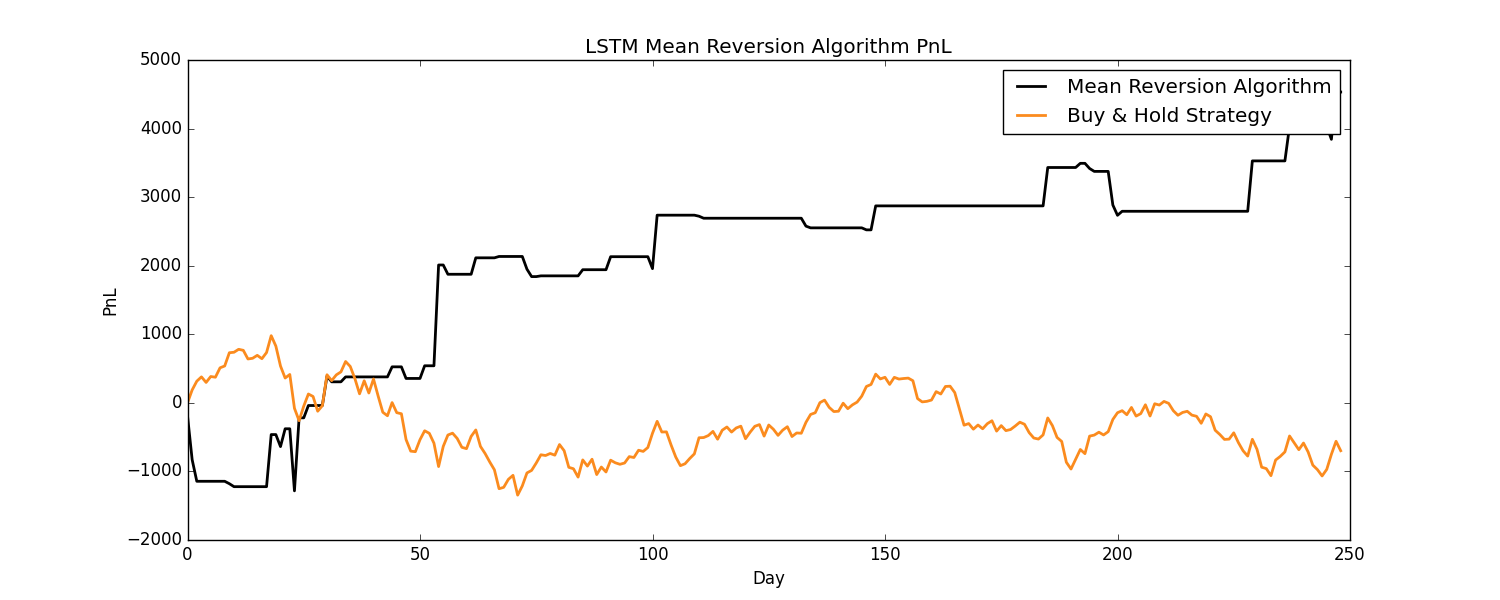 LSTM Mean Reversion Algorithm PnL
5000
4000
3000
2000
1000
0
−1000
−2000
PnL
Mean Reversion Algorithm
Buy & Hold Strategy
0 50 100 150 200 250
Day